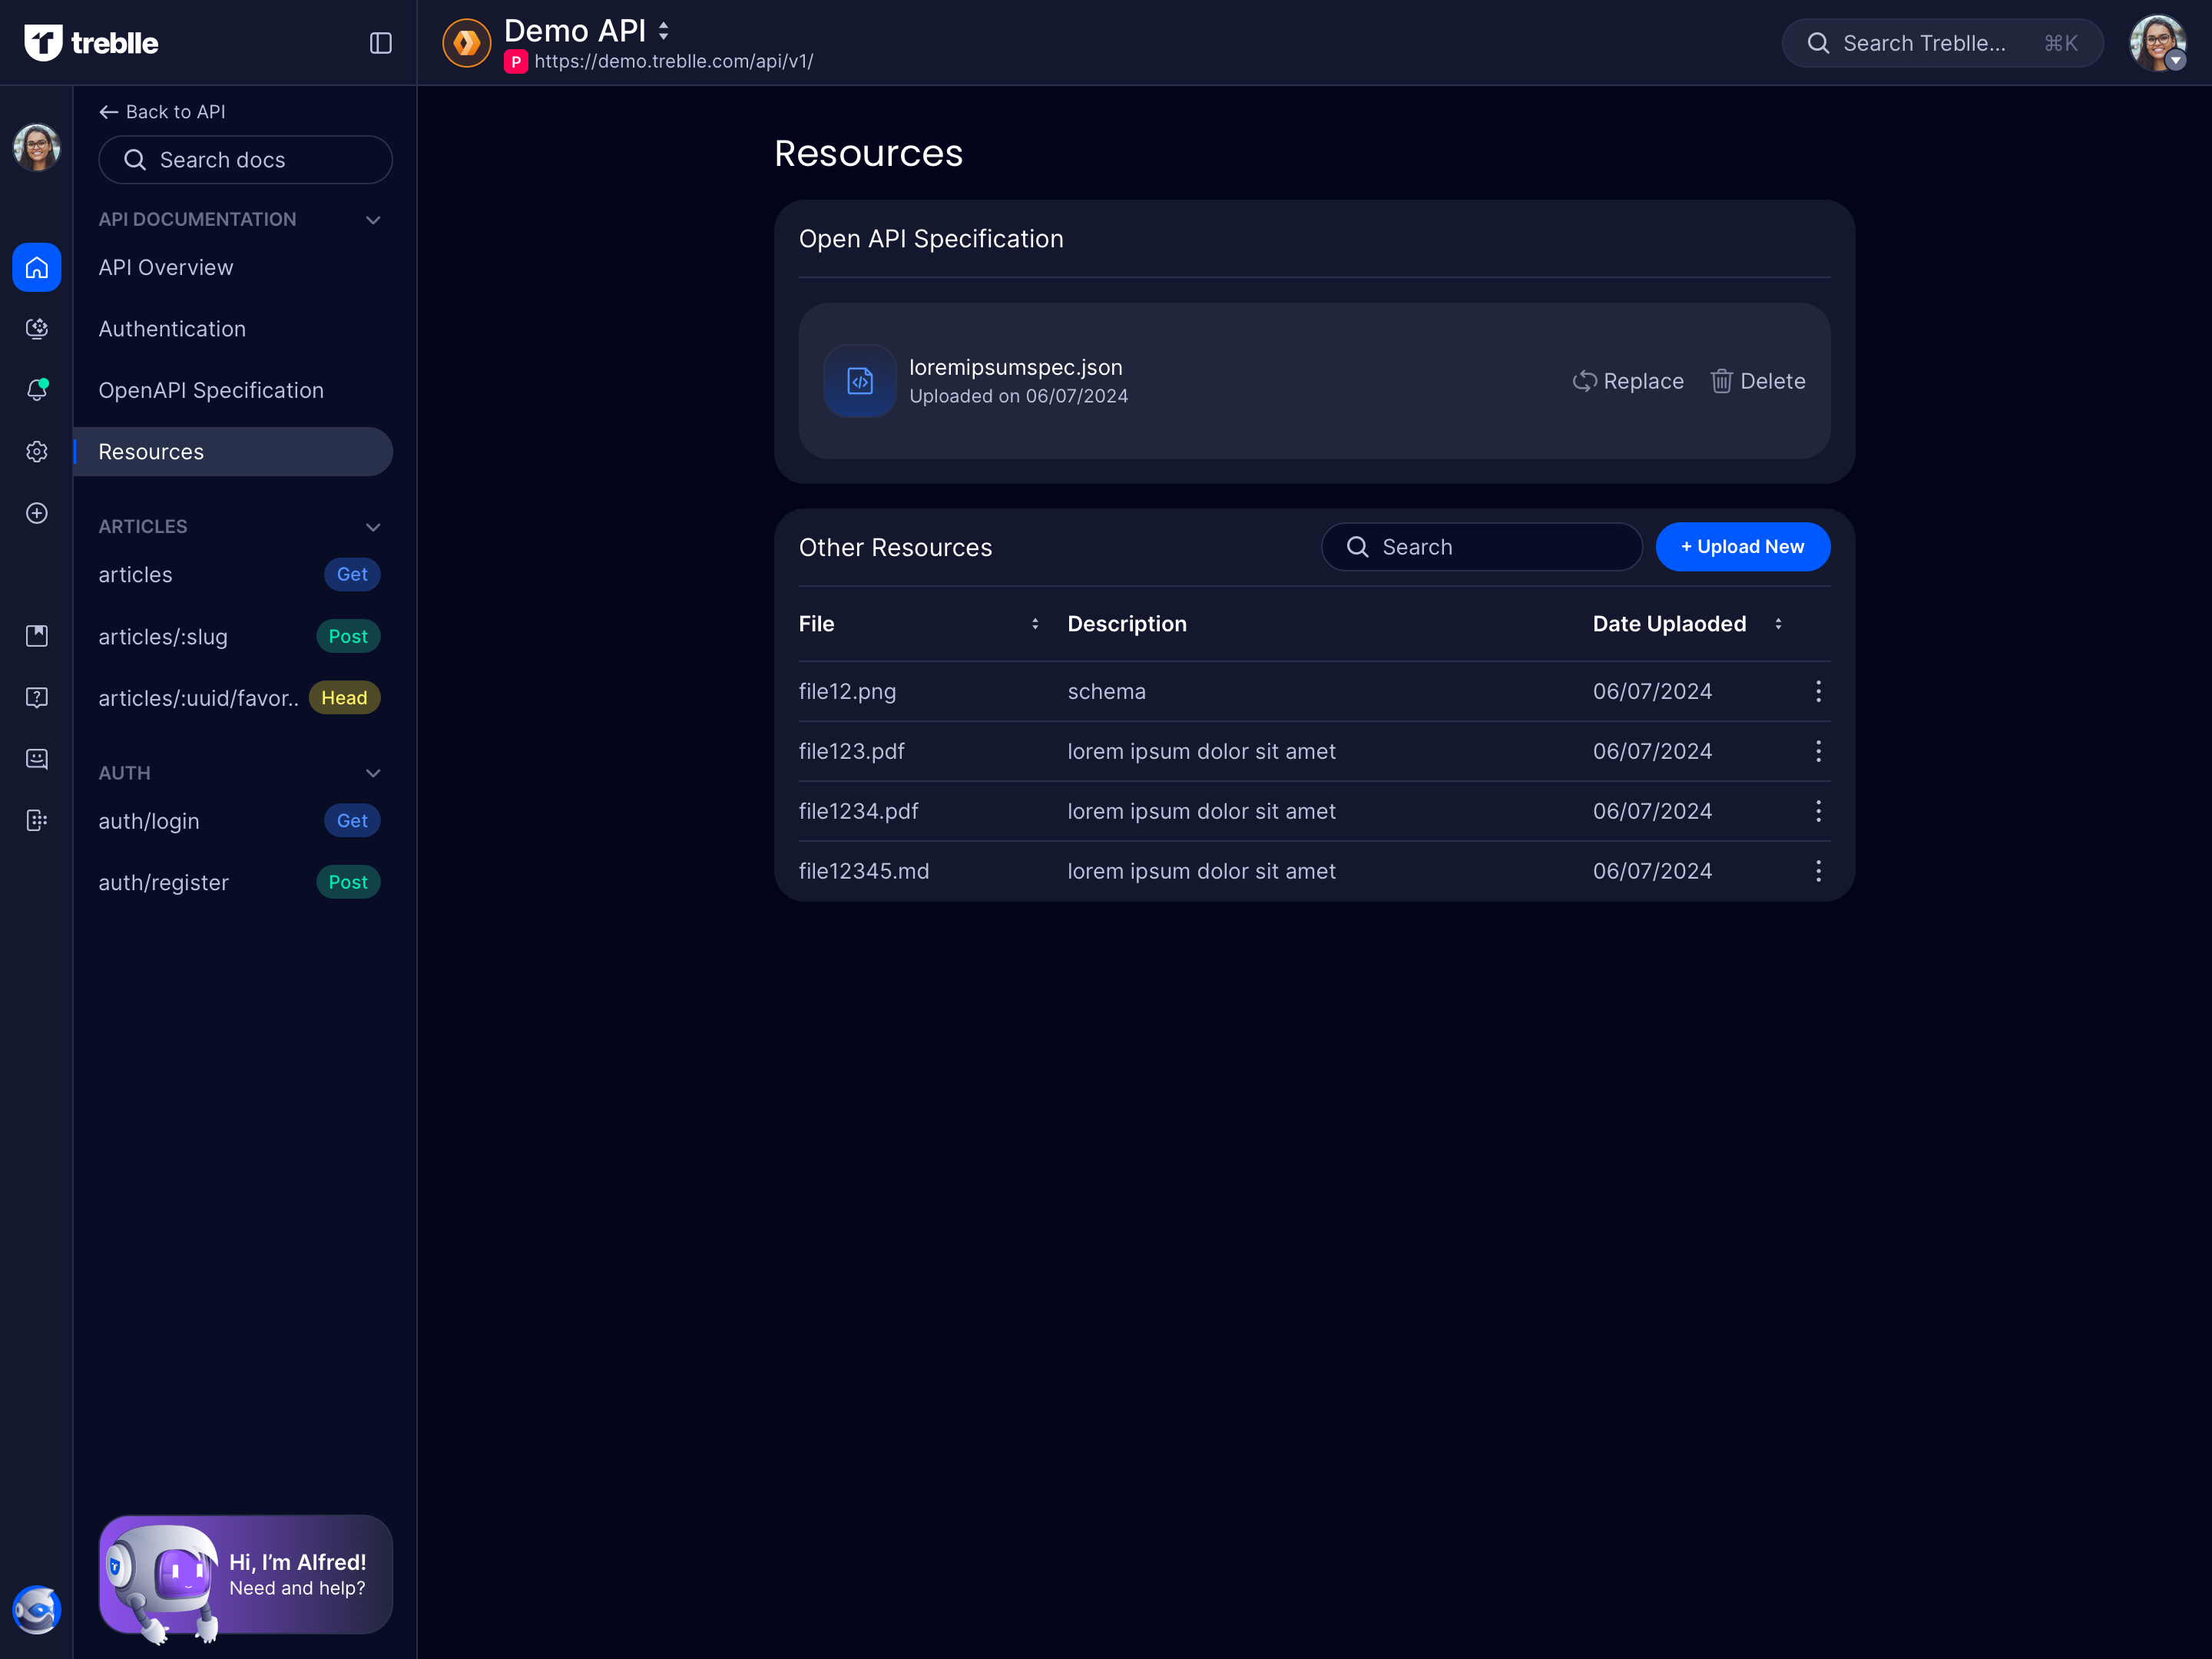 treblle
Demo API
P https://demo.treblle.com/api/v1/
Search Treblle... ⌘K
Back to API
Search docs
API DOCUMENTATION
API Overview
Authentication
OpenAPI Specification
Resources
ARTICLES
articles Get
articles/:slug Post
articles/:uuid/favor.. Head
AUTH
auth/login Get
auth/register Post
Hi, I’m Alfred!
Need and help?
Resources
Open API Specification
loremipsumspec.json
Uploaded on 06/07/2024
Replace Delete
Other Resources Search + Upload New
File Description Date Uplaoded
file12.png schema 06/07/2024
file123.pdf lorem ipsum dolor sit amet 06/07/2024
file1234.pdf lorem ipsum dolor sit amet 06/07/2024
file12345.md lorem ipsum dolor sit amet 06/07/2024